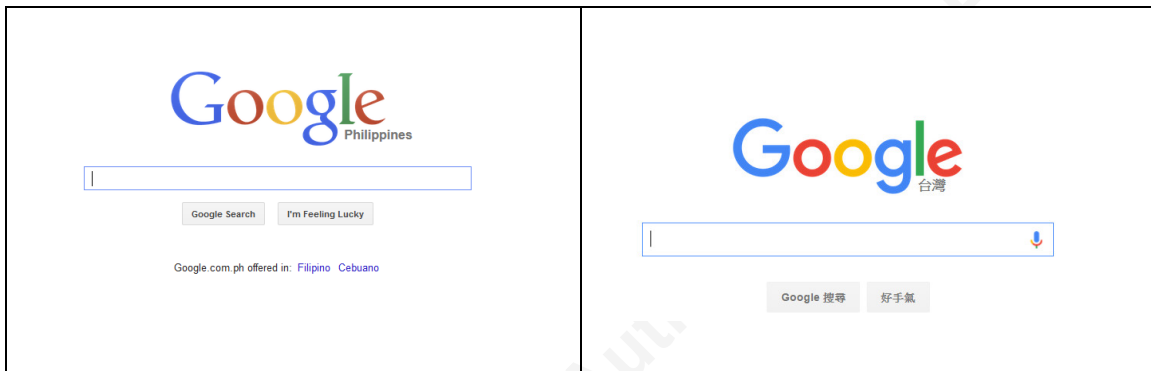 Google
Philippines
Google Search
I'm Feeling Lucky
Google.com.ph offered in: Filipino Cebuano
Google
台灣
Google 搜尋
好手氣